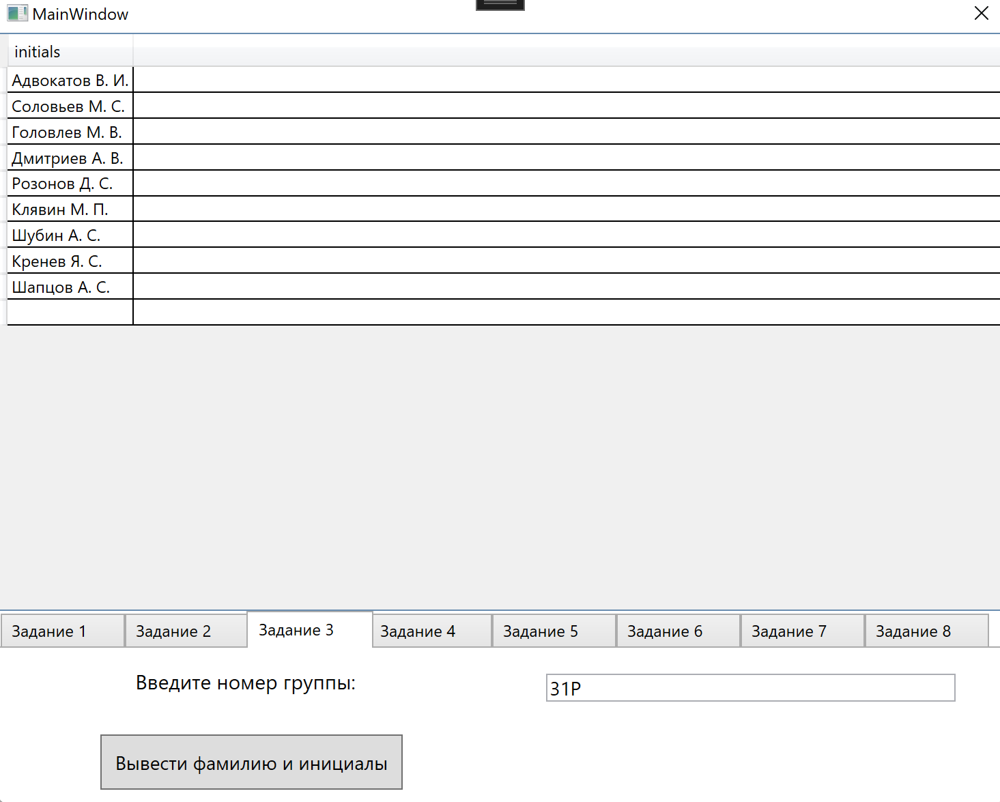 MainWindow
initials
Адвокатов В. И.
Соловьев М. С.
Головлев М. В.
Дмитриев А. В.
Розонов Д. С.
Клявин М. П.
Шубин А. С.
Кренев Я. С.
Шапцов А. С.
Задание 1 Задание 2 Задание 3 Задание 4 Задание 5 Задание 6 Задание 7 Задание 8
Введите номер группы: 31Р
Вывести фамилию и инициалы